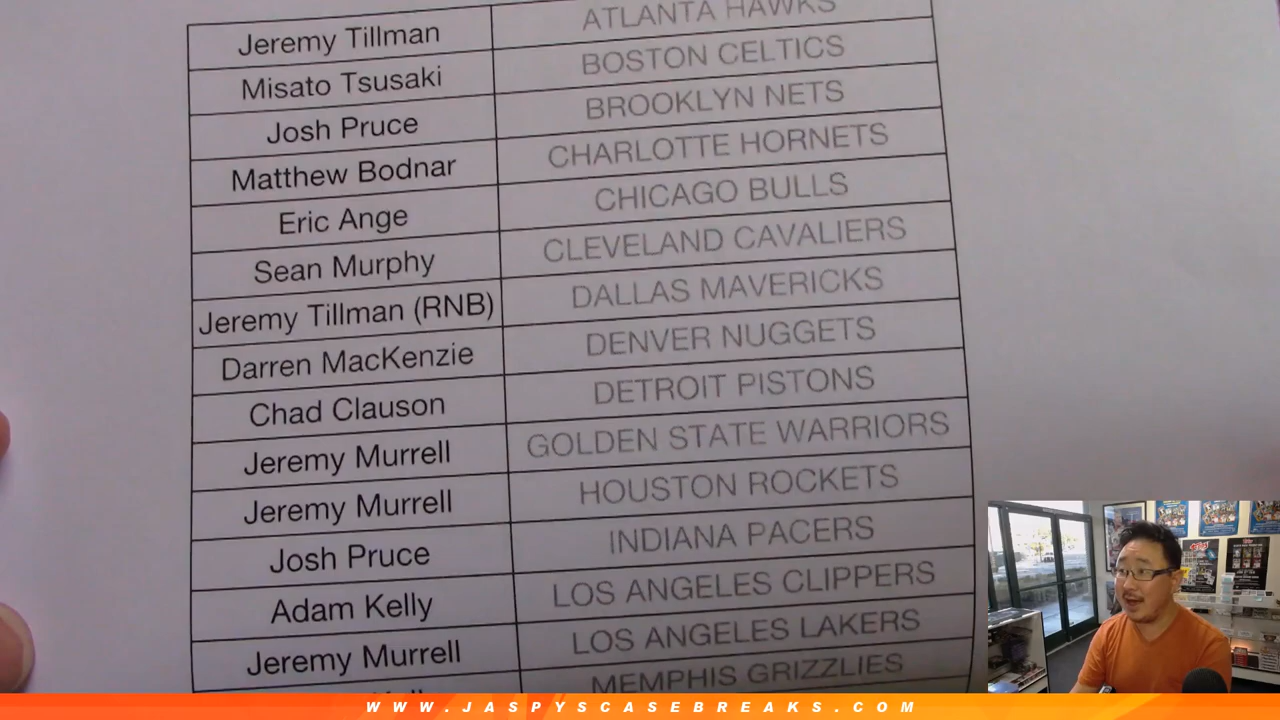 Jeremy Tillman ATLANTA HAWKS
Misato Tsusaki BOSTON CELTICS
Josh Pruce BROOKLYN NETS
Matthew Bodnar CHARLOTTE HORNETS
Eric Ange CHICAGO BULLS
Sean Murphy CLEVELAND CAVALIERS
Jeremy Tillman (RNB) DALLAS MAVERICKS
Darren MacKenzie DENVER NUGGETS
Chad Clauson DETROIT PISTONS
Jeremy Murrell GOLDEN STATE WARRIORS
Jeremy Murrell HOUSTON ROCKETS
Josh Pruce INDIANA PACERS
Adam Kelly LOS ANGELES CLIPPERS
Jeremy Murrell LOS ANGELES LAKERS
MEMPHIS GRIZZLIES
WWW.JASPYSCASEBREAKS.COM